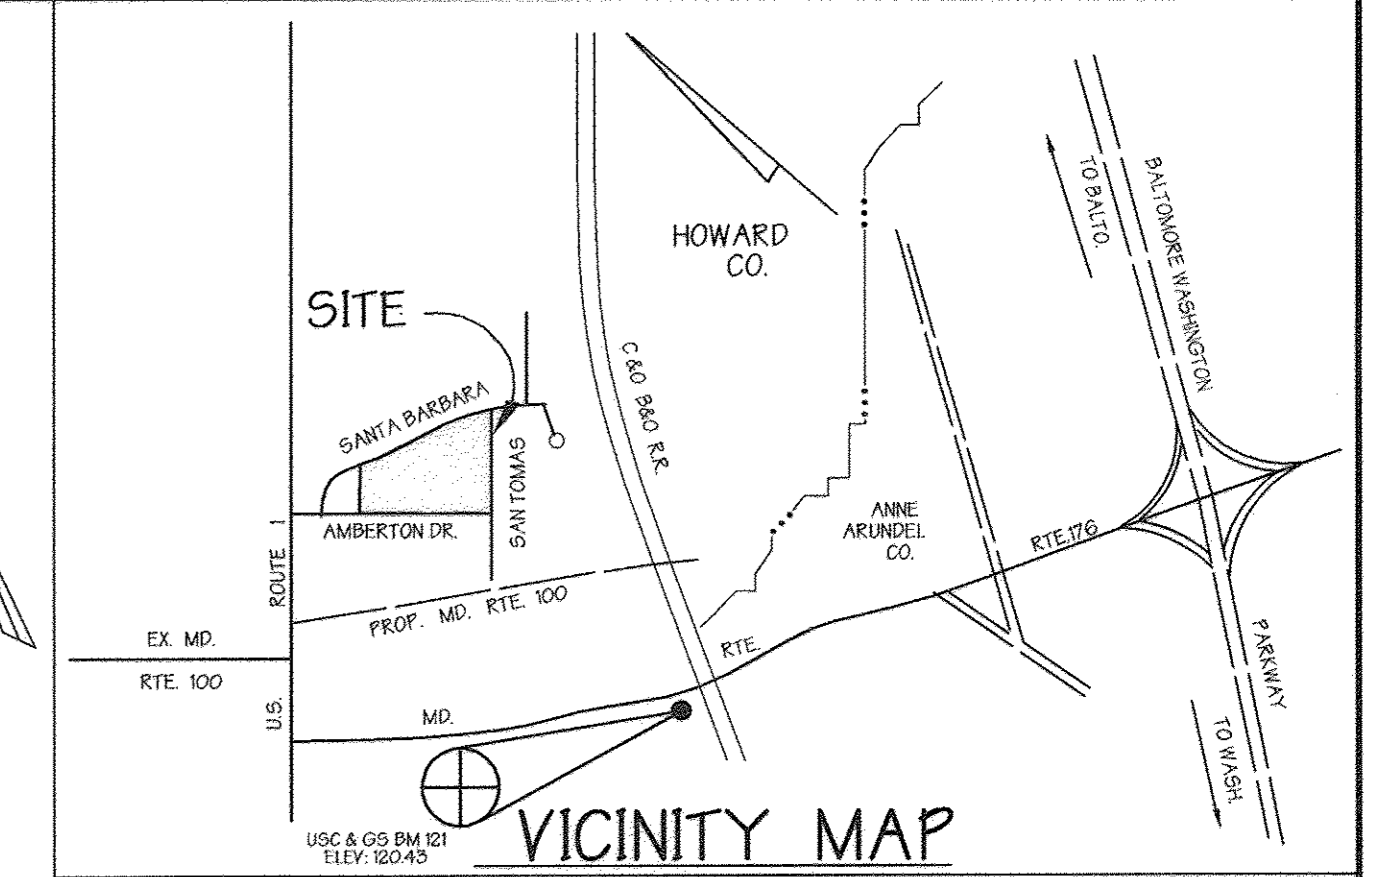 HOWARD
CO.
TO BALTO.
BALTOMORE WASHINGTON
SITE
C&O B&O R.R.
SANTA BARBARA
SAN TOMAS
AMBERTON DR.
ANNE
ARUNDEL
CO.
RTE.176
U.S. ROUTE 1
PROP. MD. RTE. 100
EX. MD.
RTE. 100
MD. RTE.
PARKWAY
TO WASH.
USC & GS BM 121
ELEV: 120.43
VICINITY MAP